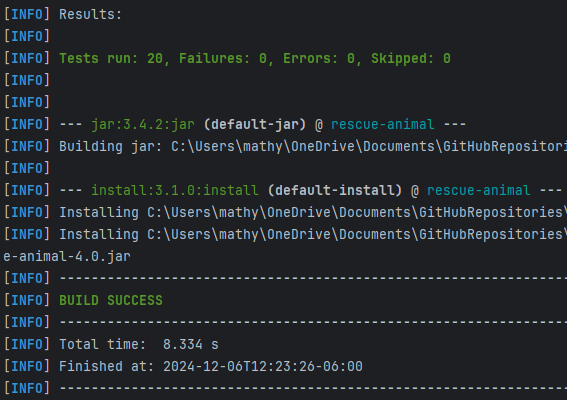 [INFO] Results:
[INFO]
[INFO] Tests run: 20, Failures: 0, Errors: 0, Skipped: 0
[INFO]
[INFO]
[INFO] --- jar:3.4.2:jar (default-jar) @ rescue-animal ---
[INFO] Building jar: C:\Users\mathy\OneDrive\Documents\GitHubRepositori
[INFO]
[INFO] --- install:3.1.0:install (default-install) @ rescue-animal ---
[INFO] Installing C:\Users\mathy\OneDrive\Documents\GitHubRepositories\
[INFO] Installing C:\Users\mathy\OneDrive\Documents\GitHubRepositories\
e-animal-4.0.jar
[INFO] ----------------------------------------------------------------
[INFO] BUILD SUCCESS
[INFO] ----------------------------------------------------------------
[INFO] Total time:  8.334 s
[INFO] Finished at: 2024-12-06T12:23:26-06:00
[INFO] ----------------------------------------------------------------